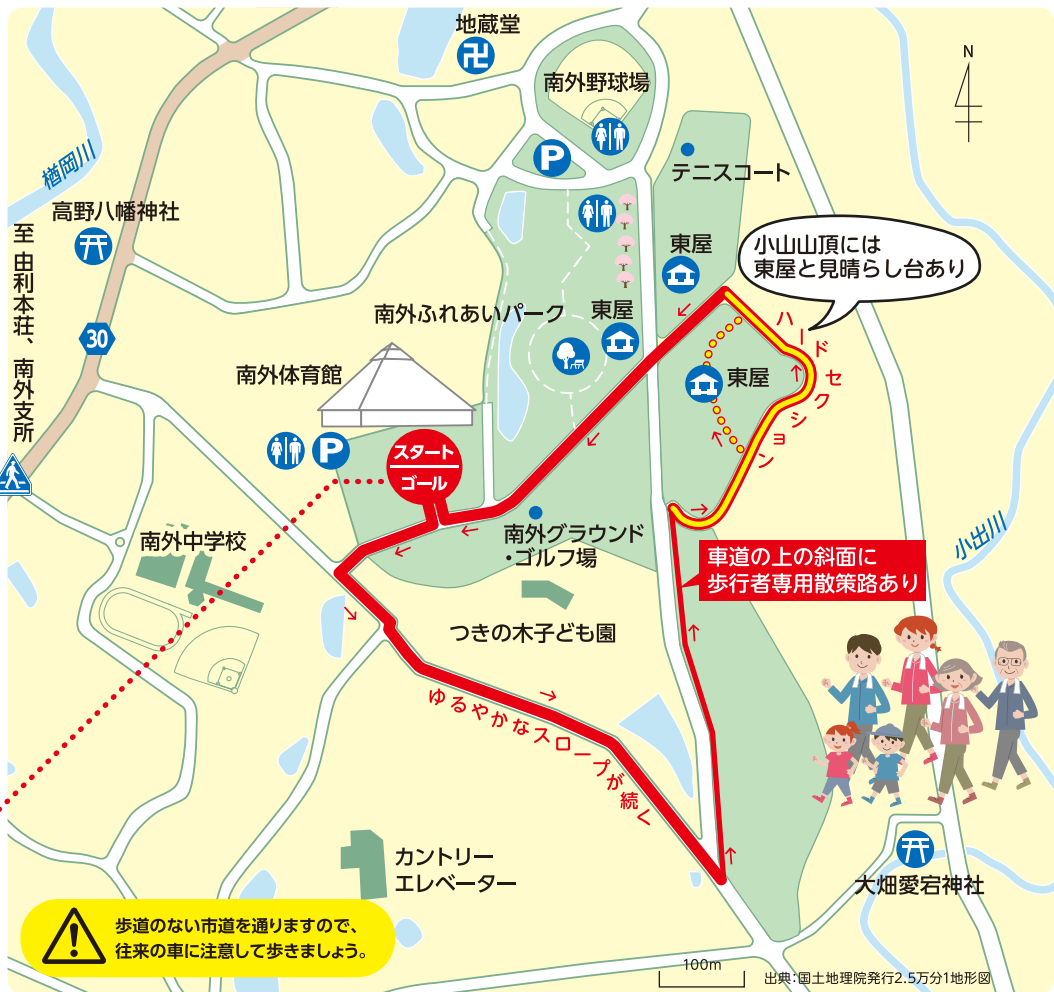 地蔵堂
南外野球場
P
N
楢岡川
テニスコート
高野八幡神社
至 由利本荘、南外支所
東屋
小山山頂には
東屋と見晴らし台あり
30
南外ふれあいパーク
東屋
ハードセクション
南外体育館
東屋
P
スタート
ゴール
南外グラウンド
・ゴルフ場
南外中学校
小出川
車道の上の斜面に
歩行者専用散策路あり
つきの木子ども園
ゆるやかなスロープが続く
カントリー
エレベーター
大畑愛宕神社
歩道のない市道を通りますので、
往来の車に注意して歩きましょう。
100m
出典:国土地理院発行2.5万分1地形図